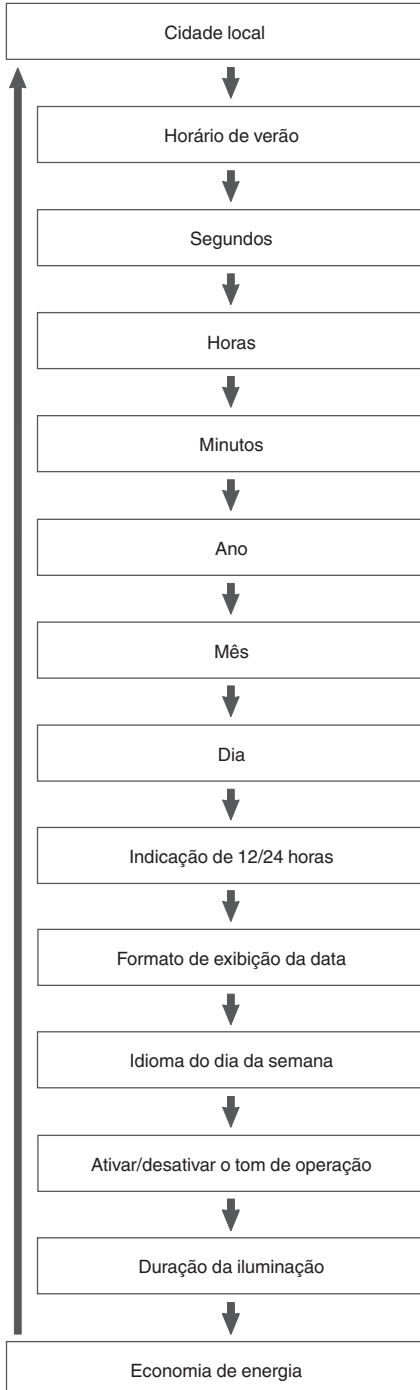 Cidade local
Horário de verão
Segundos
Horas
Minutos
Ano
Mês
Dia
Indicação de 12/24 horas
Formato de exibição da data
Idioma do dia da semana
Ativar/desativar o tom de operação
Duração da iluminação
Economia de energia